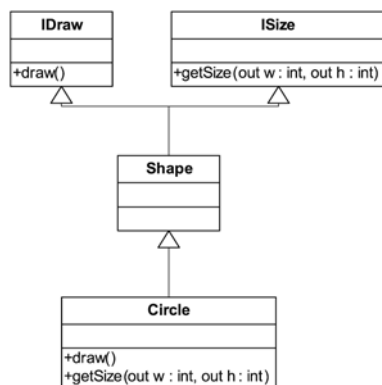 IDraw
+draw()
ISize
+getSize(out w : int, out h : int)
Shape
Circle
+draw()
+getSize(out w : int, out h : int)